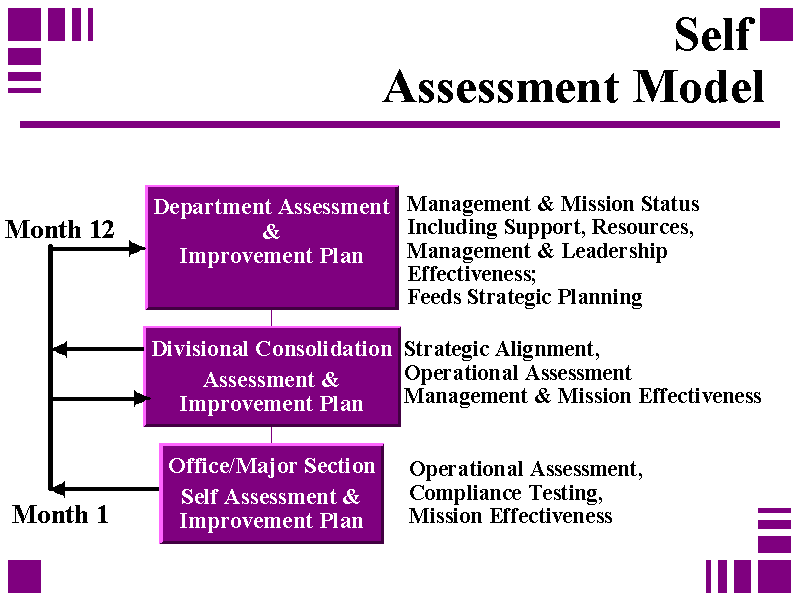 Self
Assessment Model
Month 12
Department Assessment
&
Improvement Plan
Management & Mission Status
Including Support, Resources,
Management & Leadership
Effectiveness;
Feeds Strategic Planning
Divisional Consolidation
Assessment &
Improvement Plan
Strategic Alignment,
Operational Assessment
Management & Mission Effectiveness
Office/Major Section
Self Assessment &
Improvement Plan
Operational Assessment,
Compliance Testing,
Mission Effectiveness
Month 1